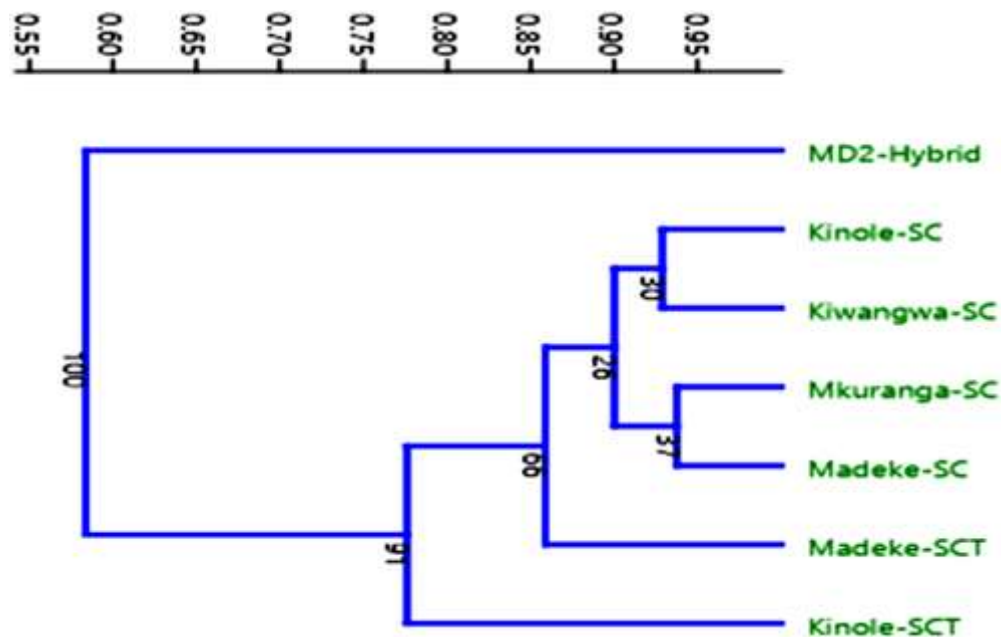 0.55 0.60 0.65 0.70 0.75 0.80 0.85 0.90 0.95
MD2-Hybrid
Kinole-SC
30
Kiwangwa-SC
26
100
Mkuranga-SC
37
Madeke-SC
66
Madeke-SCT
91
Kinole-SCT